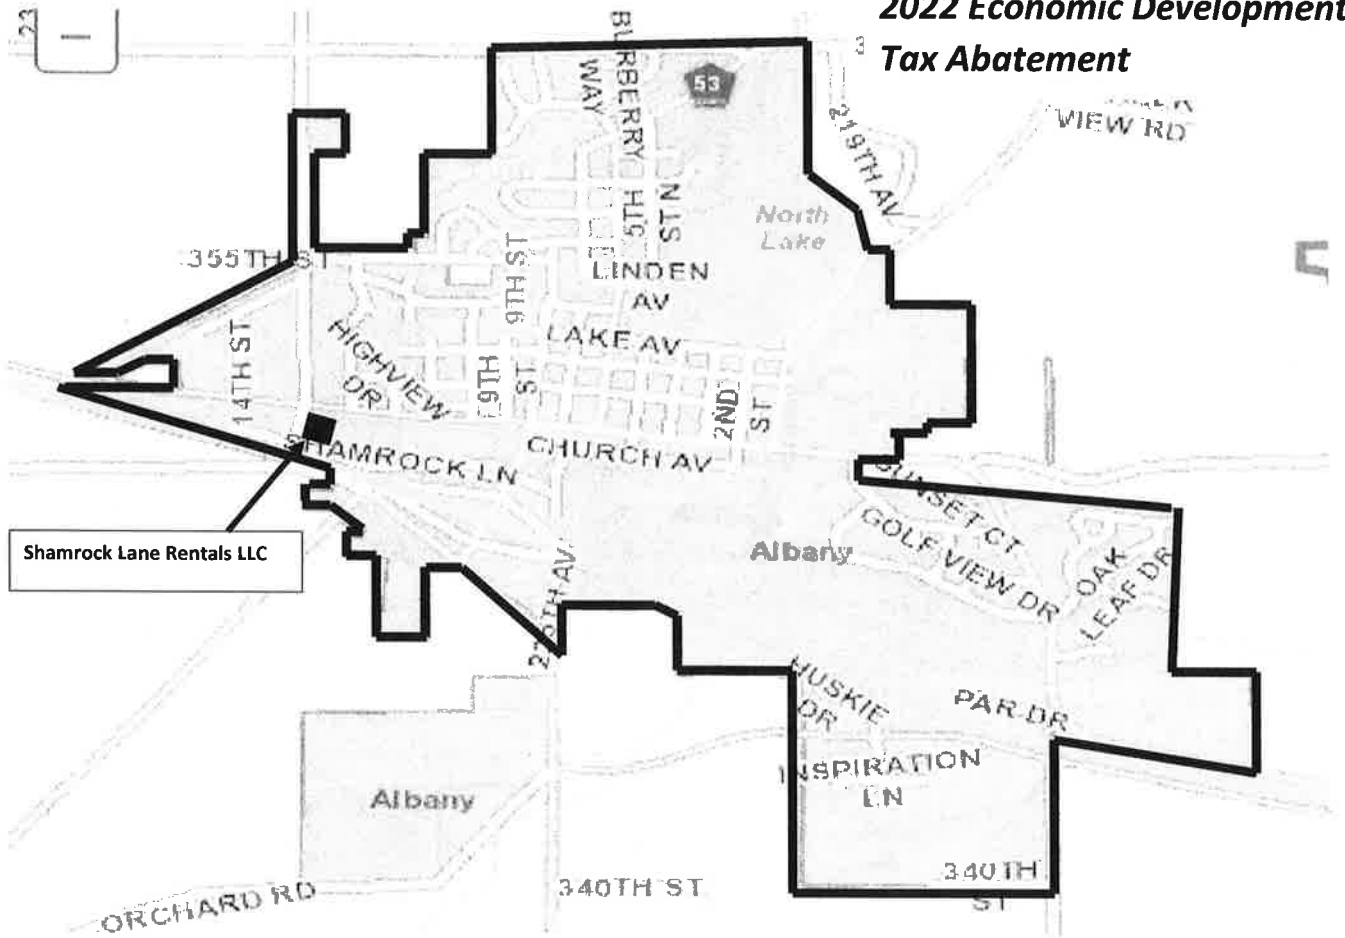 23
2022 Economic Development
Tax Abatement
BURBERRY
WAY
53
219TH AV
VIEW RD
5TH
ST N
North
Lake
355TH ST
9TH ST
LINDEN
AV
14TH ST
HIGHVIEW
DR
LAKE AV
9TH
ST
2ND
ST
SHAMROCK LN
CHURCH AV
SUNSET CT
GOLF VIEW DR
OAK
LEAF DR
Shamrock Lane Rentals LLC
Albany
HUSKIE
DR
PAR DR
INSPIRATION
LN
Albany
340TH ST
340TH
ST
ORCHARD RD